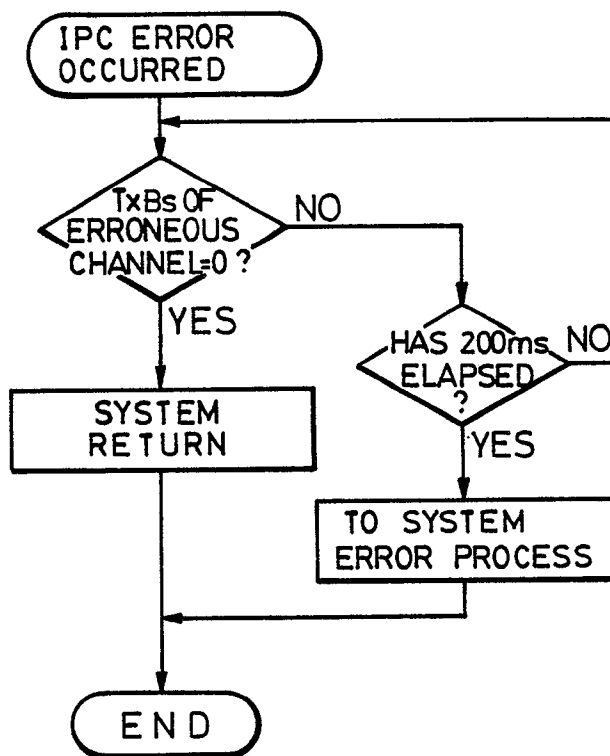 IPC ERROR
OCCURRED
TxBs OF
ERRONEOUS
CHANNEL=0 ?
NO
YES
HAS 200ms
ELAPSED
?
NO
YES
SYSTEM
RETURN
TO SYSTEM
ERROR PROCESS
END